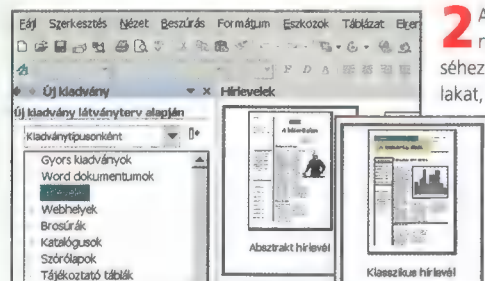 Fájl Szerkesztés Nézet Beszúrás Formátum Eszközök Táblázat
Új kiadvány
Hírlevelek
Új kiadvány látványterv alapján
Kiadványtípusonként
Gyors kiadványok
Word dokumentumok
Webhelyek
Brosúrák
Katalógusok
Szórólapok
Tájékoztató táblák
Absztrakt hírlevél
Klasszikus hírlevél
2
séhez
lakat,